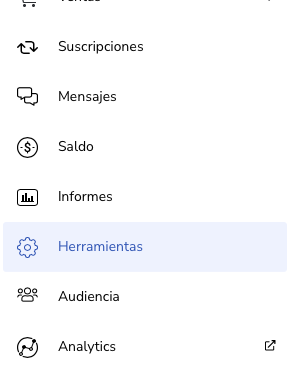 Suscripciones
Mensajes
Saldo
Informes
Herramientas
Audiencia
Analytics